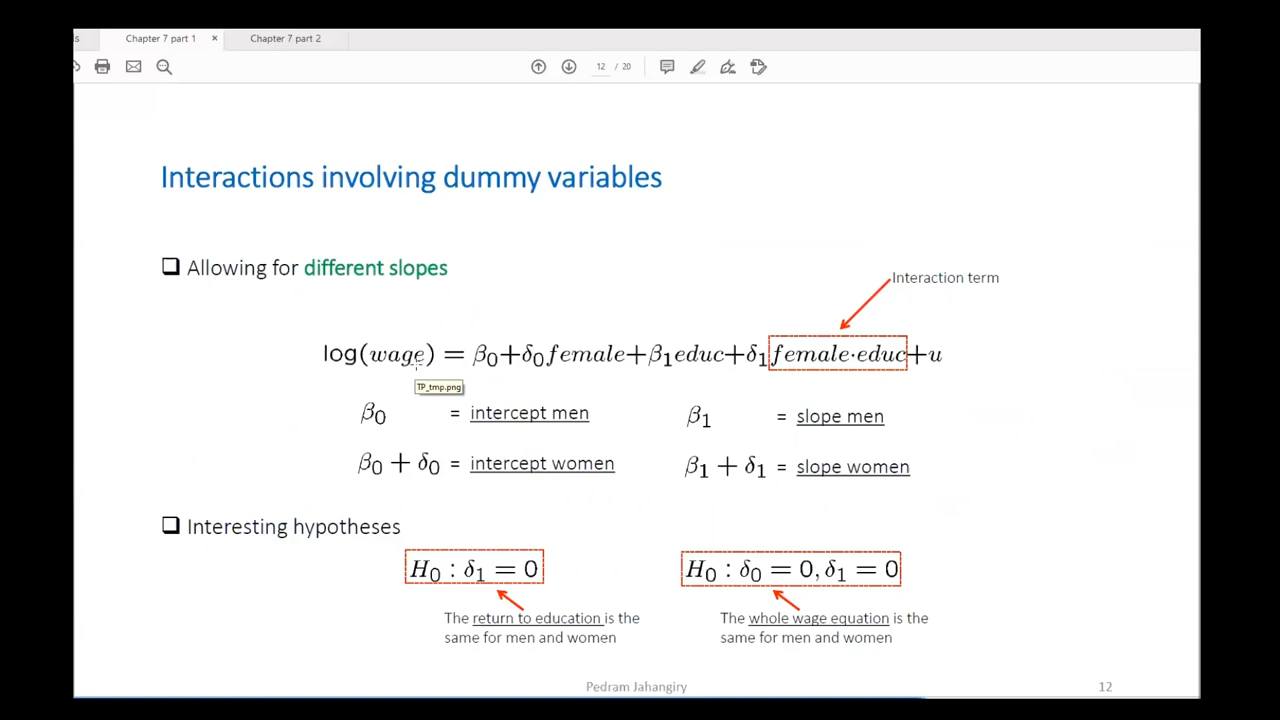 s Chapter 7 part 1 × Chapter 7 part 2
12 / 20
Interactions involving dummy variables
❑ Allowing for different slopes
Interaction term
log(wage) = β₀+δ₀female+β₁educ+δ₁female·educ+u
TP_tmp.png
β₀ = intercept men β₁ = slope men
β₀ + δ₀ = intercept women β₁ + δ₁ = slope women
❑ Interesting hypotheses
H₀ : δ₁ = 0 H₀ : δ₀ = 0, δ₁ = 0
The return to education is the
same for men and women
The whole wage equation is the
same for men and women
Pedram Jahangiry 12